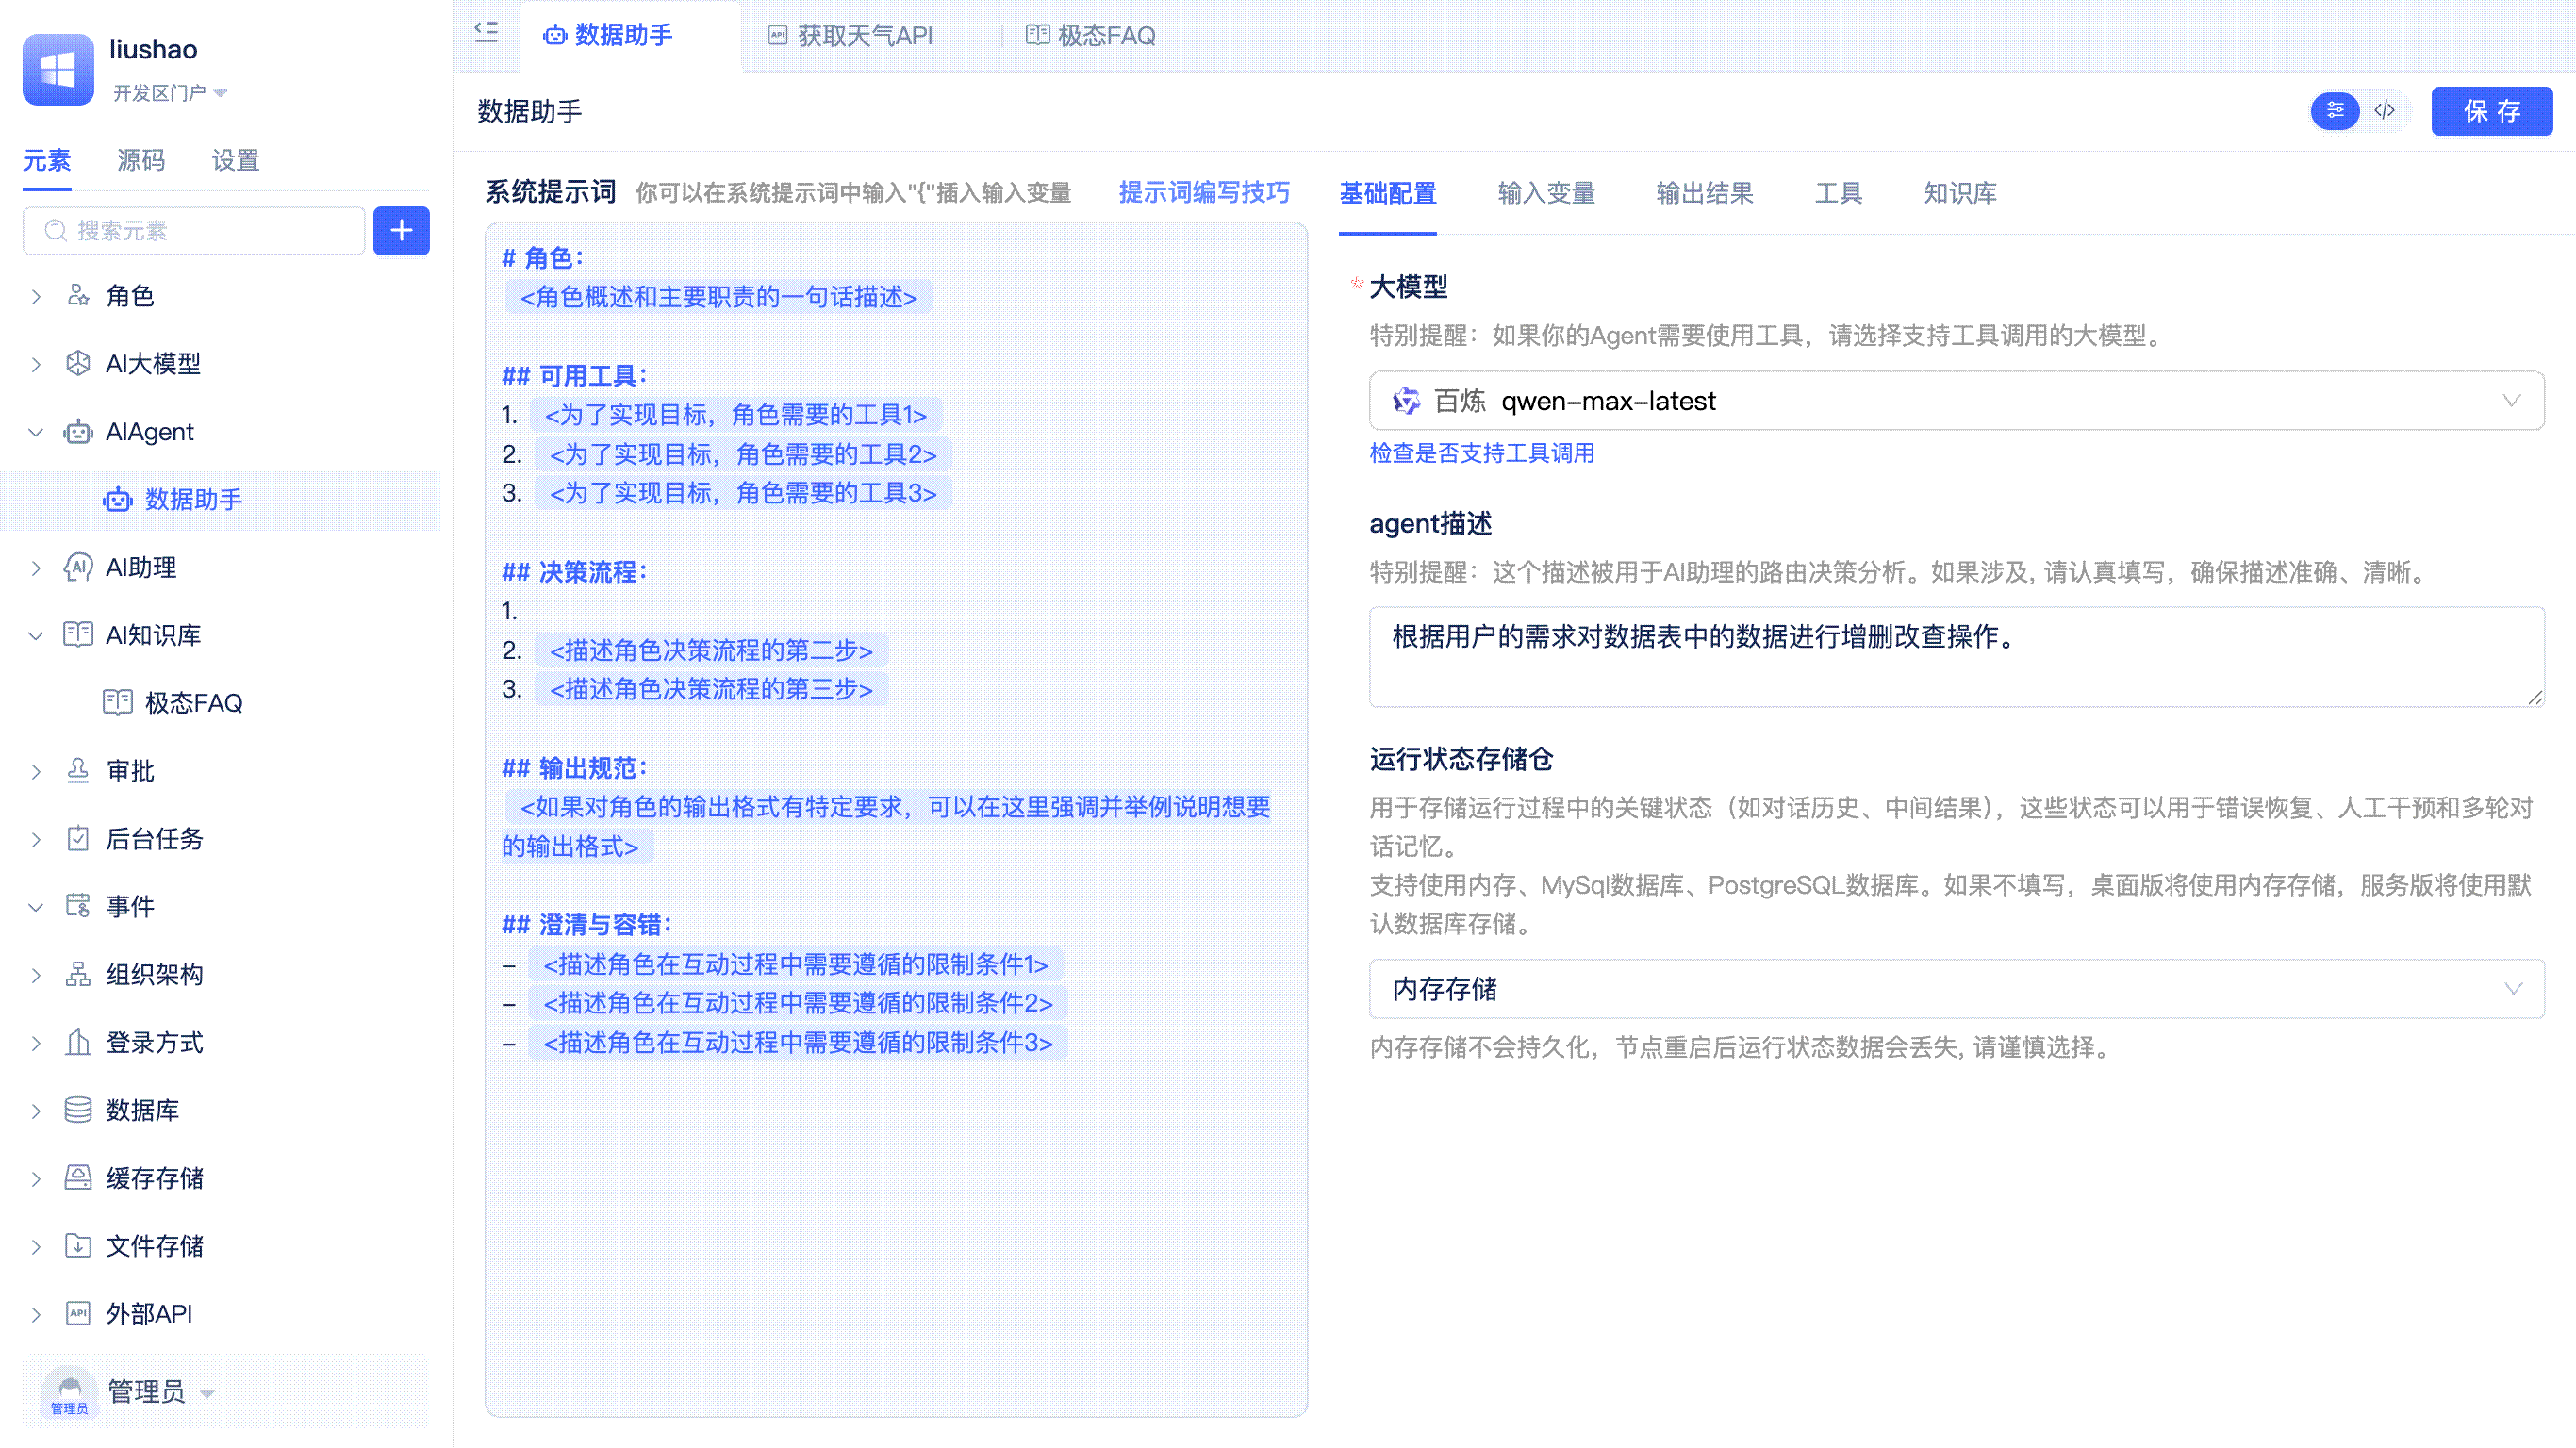 liushao
开发区门户
元素 源码 设置
搜索元素
角色
AI大模型
AIAgent
数据助手
AI助理
AI知识库
极态FAQ
审批
后台任务
事件
组织架构
登录方式
数据库
缓存存储
文件存储
API 外部API
管理员 管理员
数据助手 API 获取天气API 极态FAQ
数据助手
保 存
系统提示词 你可以在系统提示词中输入"{"插入输入变量 提示词编写技巧
# 角色：
<角色概述和主要职责的一句话描述>
## 可用工具：
1. <为了实现目标，角色需要的工具1>
2. <为了实现目标，角色需要的工具2>
3. <为了实现目标，角色需要的工具3>
## 决策流程：
1.
2. <描述角色决策流程的第二步>
3. <描述角色决策流程的第三步>
## 输出规范：
<如果对角色的输出格式有特定要求，可以在这里强调并举例说明想要
的输出格式>
## 澄清与容错：
– <描述角色在互动过程中需要遵循的限制条件1>
– <描述角色在互动过程中需要遵循的限制条件2>
– <描述角色在互动过程中需要遵循的限制条件3>
基础配置 输入变量 输出结果 工具 知识库
* 大模型
特别提醒：如果你的Agent需要使用工具，请选择支持工具调用的大模型。
百炼 qwen-max-latest
检查是否支持工具调用
agent描述
特别提醒：这个描述被用于AI助理的路由决策分析。如果涉及, 请认真填写，确保描述准确、清晰。
根据用户的需求对数据表中的数据进行增删改查操作。
运行状态存储仓
用于存储运行过程中的关键状态（如对话历史、中间结果），这些状态可以用于错误恢复、人工干预和多轮对
话记忆。
支持使用内存、MySql数据库、PostgreSQL数据库。如果不填写，桌面版将使用内存存储，服务版将使用默
认数据库存储。
内存存储
内存存储不会持久化，节点重启后运行状态数据会丢失, 请谨慎选择。